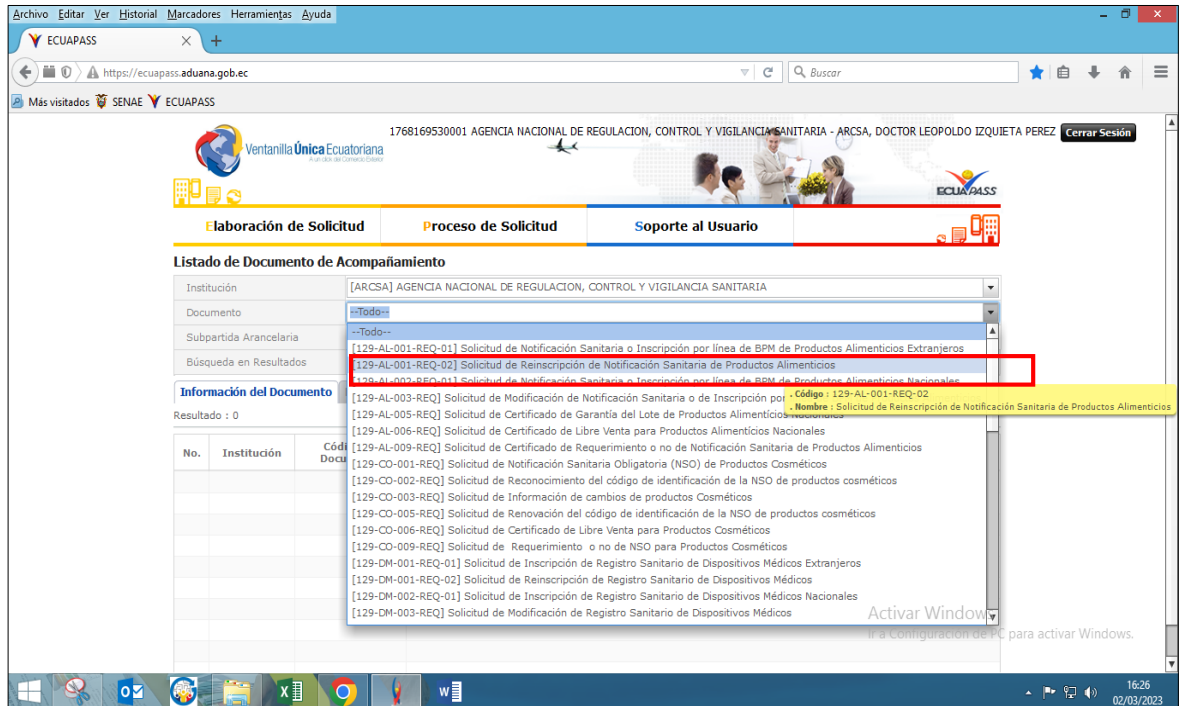 Archivo Editar Ver Historial Marcadores Herramientas Ayuda
ECUAPASS
https://ecuapass.aduana.gob.ec
Buscar
Más visitados SENAE ECUAPASS
1768169530001 AGENCIA NACIONAL DE REGULACION, CONTROL Y VIGILANCIA SANITARIA - ARCSA, DOCTOR LEOPOLDO IZQUIETA PEREZ Cerrar Sesión
Ventanilla Única Ecuatoriana
A un click del Comercio Exterior
ECUAPASS
Elaboración de Solicitud Proceso de Solicitud Soporte al Usuario
Listado de Documento de Acompañamiento
Institución [ARCSA] AGENCIA NACIONAL DE REGULACION, CONTROL Y VIGILANCIA SANITARIA
Documento --Todo--
Subpartida Arancelaria
Búsqueda en Resultados
--Todo--
[129-AL-001-REQ-01] Solicitud de Notificación Sanitaria o Inscripción por línea de BPM de Productos Alimenticios Extranjeros
[129-AL-001-REQ-02] Solicitud de Reinscripción de Notificación Sanitaria de Productos Alimenticios
[129-AL-002-REQ-01] Solicitud de Notificación Sanitaria o Inscripción por línea de BPM de Productos Alimenticios Nacionales
[129-AL-003-REQ] Solicitud de Modificación de Notificación Sanitaria o de Inscripción por
[129-AL-005-REQ] Solicitud de Certificado de Garantía del Lote de Productos Alimentícios Nacionales
[129-AL-006-REQ] Solicitud de Certificado de Libre Venta para Productos Alimentícios Nacionales
[129-AL-009-REQ] Solicitud de Certificado de Requerimiento o no de Notificación Sanitaria de Productos Alimenticios
[129-CO-001-REQ] Solicitud de Notificación Sanitaria Obligatoria (NSO) de Productos Cosméticos
[129-CO-002-REQ] Solicitud de Reconocimiento del código de identificación de la NSO de productos cosméticos
[129-CO-003-REQ] Solicitud de Información de cambios de productos Cosméticos
[129-CO-005-REQ] Solicitud de Renovación del código de identificación de la NSO de productos cosméticos
[129-CO-006-REQ] Solicitud de Certificado de Libre Venta para Productos Cosméticos
[129-CO-009-REQ] Solicitud de Requerimiento o no de NSO para Productos Cosméticos
[129-DM-001-REQ-01] Solicitud de Inscripción de Registro Sanitario de Dispositivos Médicos Extranjeros
[129-DM-001-REQ-02] Solicitud de Reinscripción de Registro Sanitario de Dispositivos Médicos
[129-DM-002-REQ-01] Solicitud de Inscripción de Registro Sanitario de Dispositivos Médicos Nacionales
[129-DM-003-REQ] Solicitud de Modificación de Registro Sanitario de Dispositivos Médicos
. Código : 129-AL-001-REQ-02
. Nombre : Solicitud de Reinscripción de Notificación Sanitaria de Productos Alimenticios
Información del Documento
Resultado : 0
No. Institución
Activar Windows
Ir a Configuración de PC para activar Windows.
16:26
02/03/2023